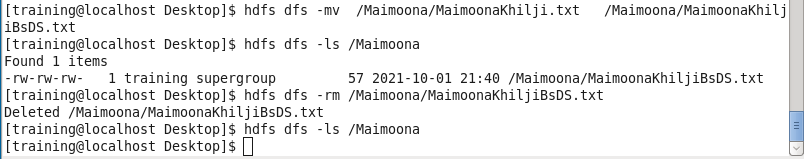 [training@localhost Desktop]$ hdfs dfs -mv  /Maimoona/MaimoonaKhilji.txt   /Maimoona/MaimoonaKhilj
iBsDS.txt
[training@localhost Desktop]$ hdfs dfs -ls /Maimoona
Found 1 items
-rw-rw-rw-   1 training supergroup         57 2021-10-01 21:40 /Maimoona/MaimoonaKhiljiBsDS.txt
[training@localhost Desktop]$ hdfs dfs -rm /Maimoona/MaimoonaKhiljiBsDS.txt
Deleted /Maimoona/MaimoonaKhiljiBsDS.txt
[training@localhost Desktop]$ hdfs dfs -ls /Maimoona
[training@localhost Desktop]$